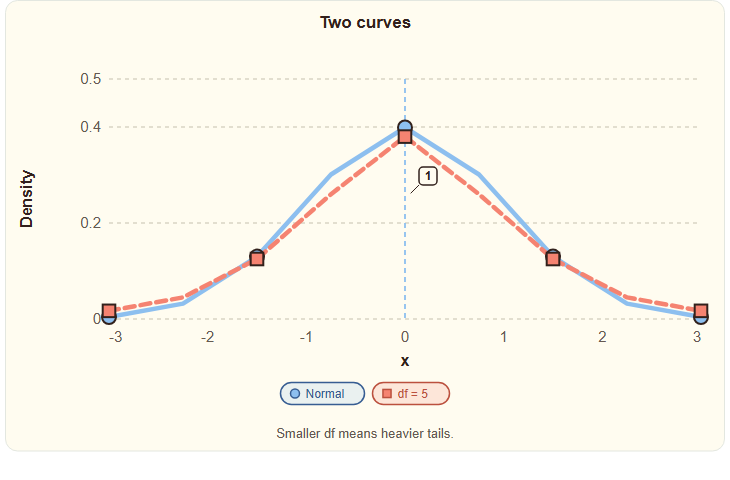 Two curves
0.5
0.4
0.2
0
Density
1
-3 -2 -1 0 1 2 3
x
Normal df = 5
Smaller df means heavier tails.